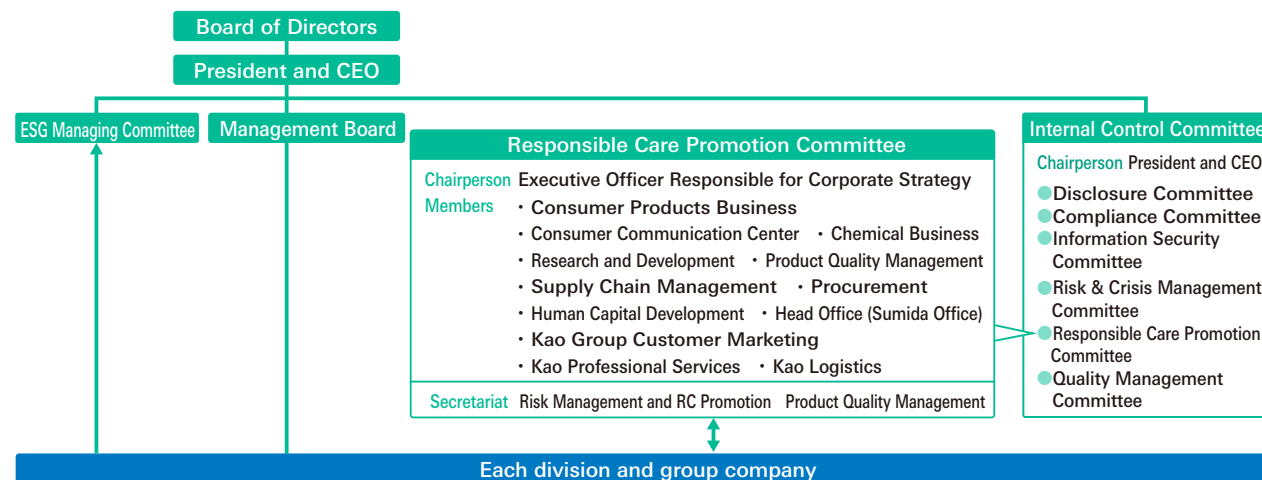 Board of Directors
President and CEO
ESG Managing Committee
Management Board
Responsible Care Promotion Committee
Chairperson Executive Officer Responsible for Corporate Strategy
Members ・Consumer Products Business
・Consumer Communication Center ・Chemical Business
・Research and Development ・Product Quality Management
・Supply Chain Management ・Procurement
・Human Capital Development ・Head Office (Sumida Office)
・Kao Group Customer Marketing
・Kao Professional Services ・Kao Logistics
Secretariat Risk Management and RC Promotion Product Quality Management
Internal Control Committee
Chairperson President and CEO
●Disclosure Committee
●Compliance Committee
●Information Security
Committee
●Risk & Crisis Management
Committee
●Responsible Care Promotion
Committee
●Quality Management
Committee
Each division and group company